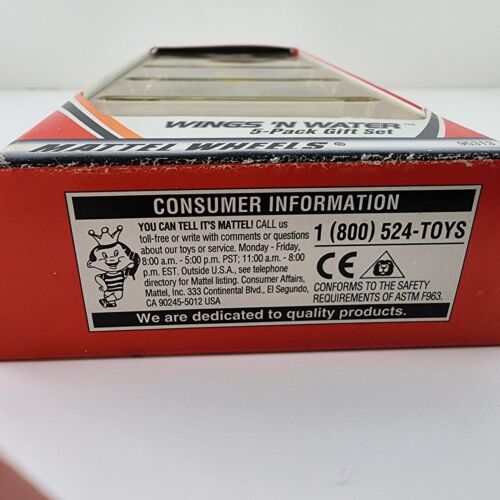 WINGS 'N WATER™
5-Pack Gift Set
MATTEL WHEELS®
95313
CONSUMER INFORMATION
YOU CAN TELL IT'S MATTEL! CALL us
toll-free or write with comments or questions
about our toys or service. Monday - Friday,
8:00 a.m. - 5:00 p.m. PST; 11:00 a.m. - 8:00
p.m. EST. Outside U.S.A., see telephone
directory for Mattel listing. Consumer Affairs,
Mattel, Inc. 333 Continental Blvd., El Segundo,
CA 90245-5012 USA
1 (800) 524-TOYS
CE
CONFORMS TO THE SAFETY
REQUIREMENTS OF ASTM F963.
We are dedicated to quality products.